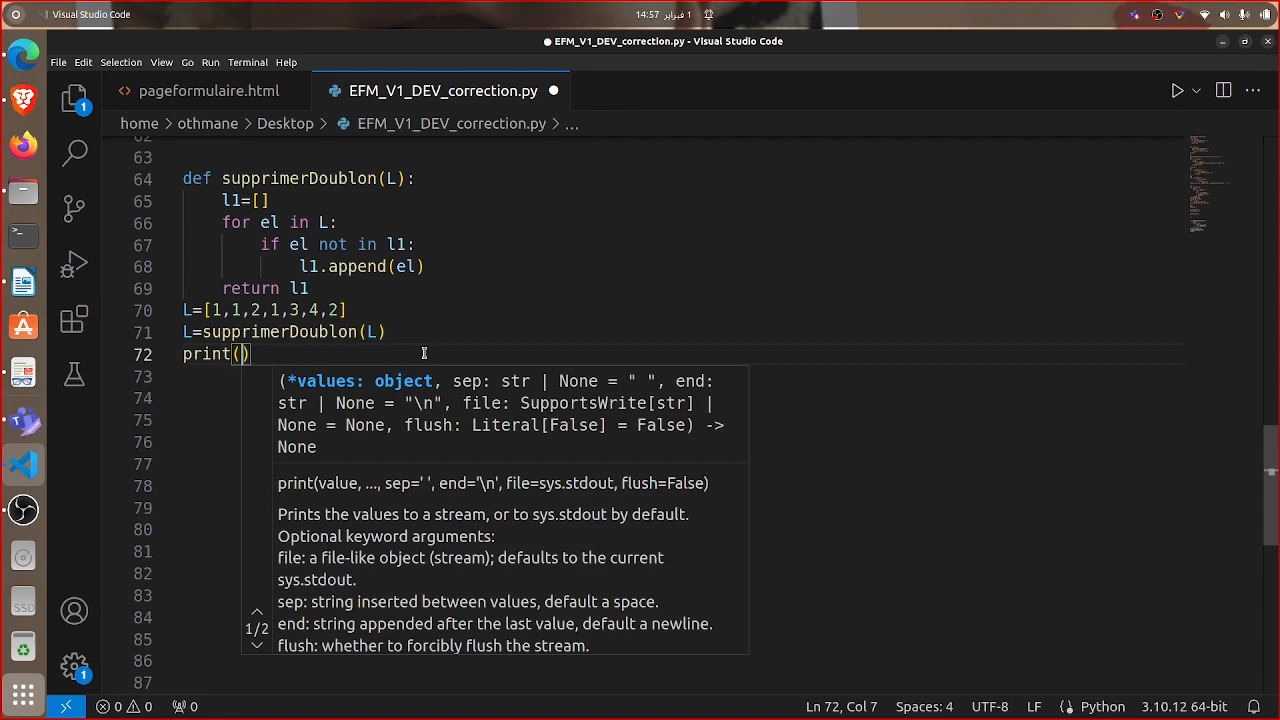 Visual Studio Code
14:57 1 فبراير
EFM_V1_DEV_correction.py - Visual Studio Code
File Edit Selection View Go Run Terminal Help
pageformulaire.html
EFM_V1_DEV_correction.py
home > othmane > Desktop > EFM_V1_DEV_correction.py > ...
62
63
64 def supprimerDoublon(L):
65 l1=[]
66 for el in L:
67 if el not in l1:
68 l1.append(el)
69 return l1
70 L=[1,1,2,1,3,4,2]
71 L=supprimerDoublon(L)
72 print()
73 (*values: object, sep: str | None = " ", end:
74 str | None = "\n", file: SupportsWrite[str] |
75 None = None, flush: Literal[False] = False) ->
76 None
77
78 print(value, ..., sep=' ', end='\n', file=sys.stdout, flush=False)
79 Prints the values to a stream, or to sys.stdout by default.
80 Optional keyword arguments:
81 file: a file-like object (stream); defaults to the current
82 sys.stdout.
83 sep: string inserted between values, default a space.
84 end: string appended after the last value, default a newline.
85 flush: whether to forcibly flush the stream.
1/2
86
87
1
1
SSD
0 0 0
Ln 72, Col 7 Spaces: 4 UTF-8 LF Python 3.10.12 64-bit